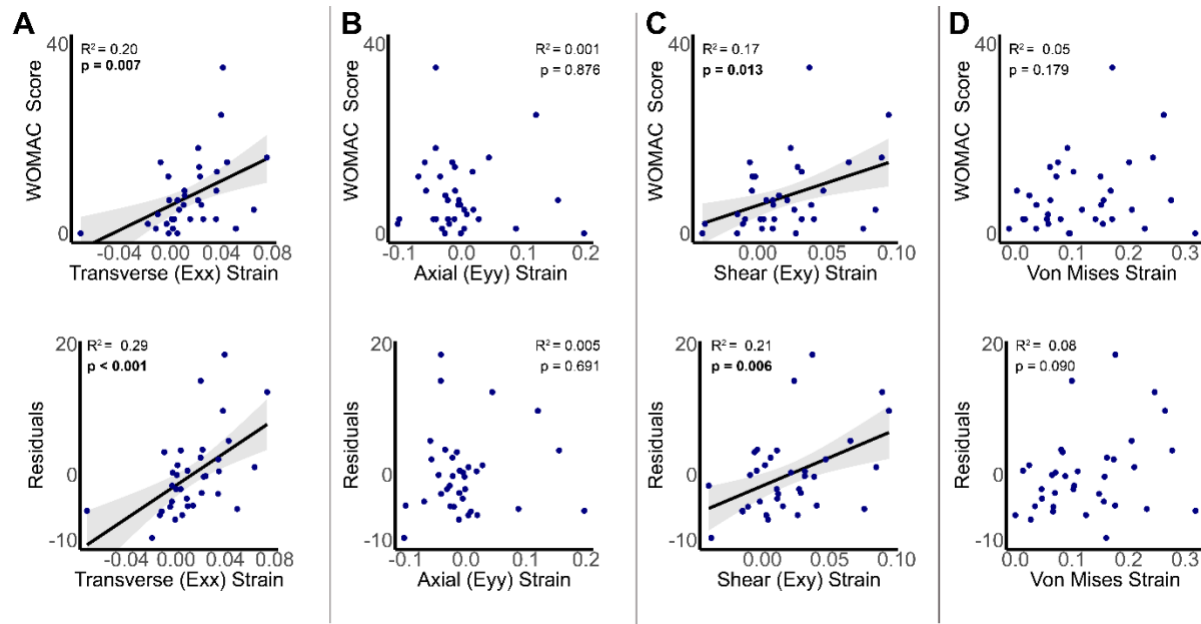 A
WOMAC Score
40
0
R² = 0.20
p = 0.007
-0.04 0.00 0.04 0.08
Transverse (Exx) Strain
B
WOMAC Score
40
0
R² = 0.001
p = 0.876
-0.1 0.0 0.1 0.2
Axial (Eyy) Strain
C
WOMAC Score
40
0
R² = 0.17
p = 0.013
0.00 0.05 0.10
Shear (Exy) Strain
D
WOMAC Score
40
0
R² = 0.05
p = 0.179
0.0 0.1 0.2 0.3
Von Mises Strain
Residuals
20
0
-10
R² = 0.29
p < 0.001
-0.04 0.00 0.04 0.08
Transverse (Exx) Strain
Residuals
20
0
-10
R² = 0.005
p = 0.691
-0.1 0.0 0.1 0.2
Axial (Eyy) Strain
Residuals
20
0
-10
R² = 0.21
p = 0.006
0.00 0.05 0.10
Shear (Exy) Strain
Residuals
20
0
-10
R² = 0.08
p = 0.090
0.0 0.1 0.2 0.3
Von Mises Strain